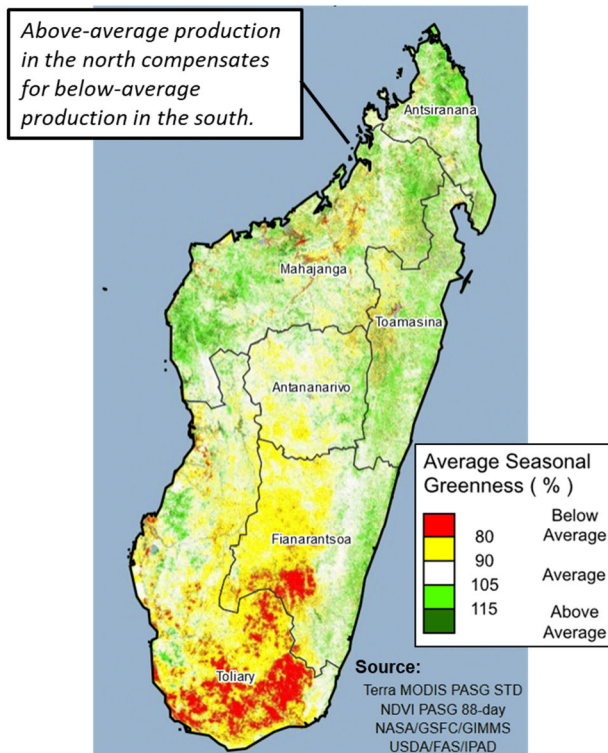 Above-average production
in the north compensates
for below-average
production in the south.
Antsiranana
Mahajanga
Toamasina
Antananarivo
Fianarantsoa
Toliary
Average Seasonal
Greenness ( % )
Below
80 Average
90
Average
105
115 Above
Average
Source:
Terra MODIS PASG STD
NDVI PASG 88-day
NASA/GSFC/GIMMS
USDA/FAS/IPAD